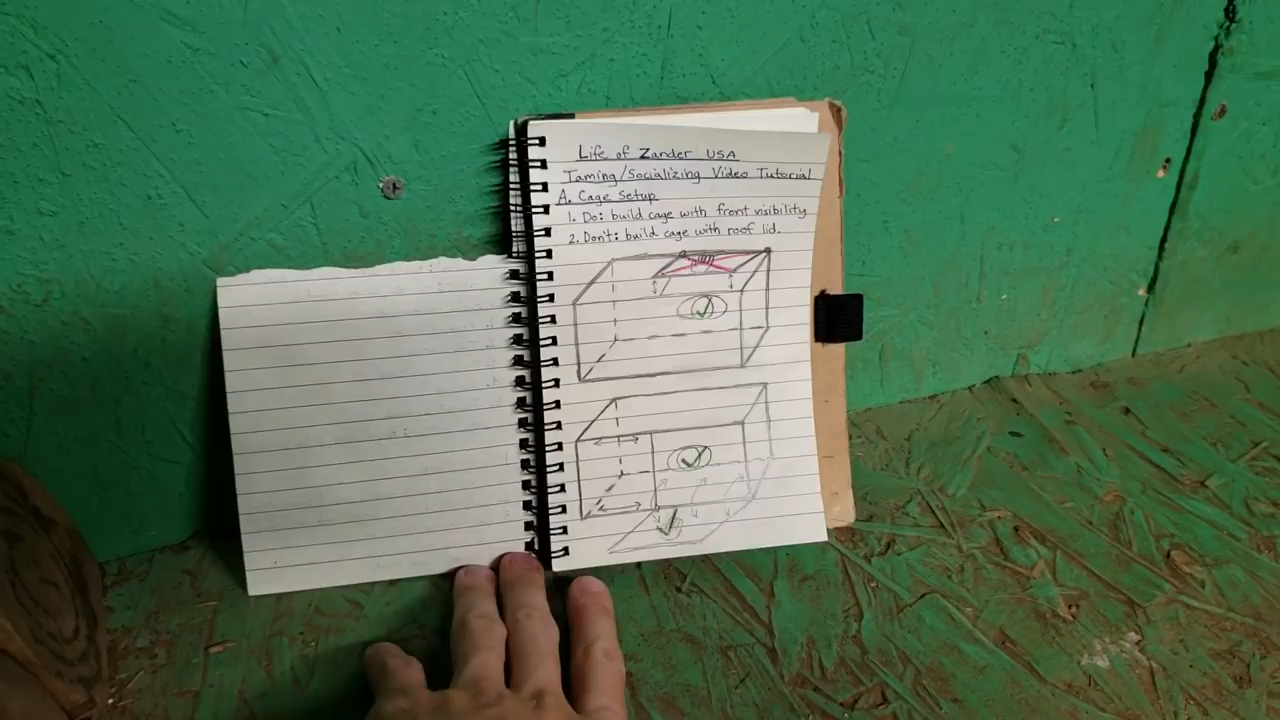 Life of Zander USA
Taming/Socializing Video Tutorial
A. Cage Setup
1. Do: build cage with front visibility
2. Don't: build cage with roof lid.